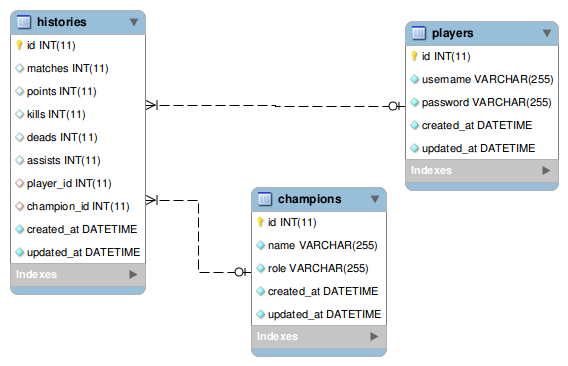 histories
id INT(11)
matches INT(11)
points INT(11)
kills INT(11)
deads INT(11)
assists INT(11)
player_id INT(11)
champion_id INT(11)
created_at DATETIME
updated_at DATETIME
Indexes
players
id INT(11)
username VARCHAR(255)
password VARCHAR(255)
created_at DATETIME
updated_at DATETIME
Indexes
champions
id INT(11)
name VARCHAR(255)
role VARCHAR(255)
created_at DATETIME
updated_at DATETIME
Indexes